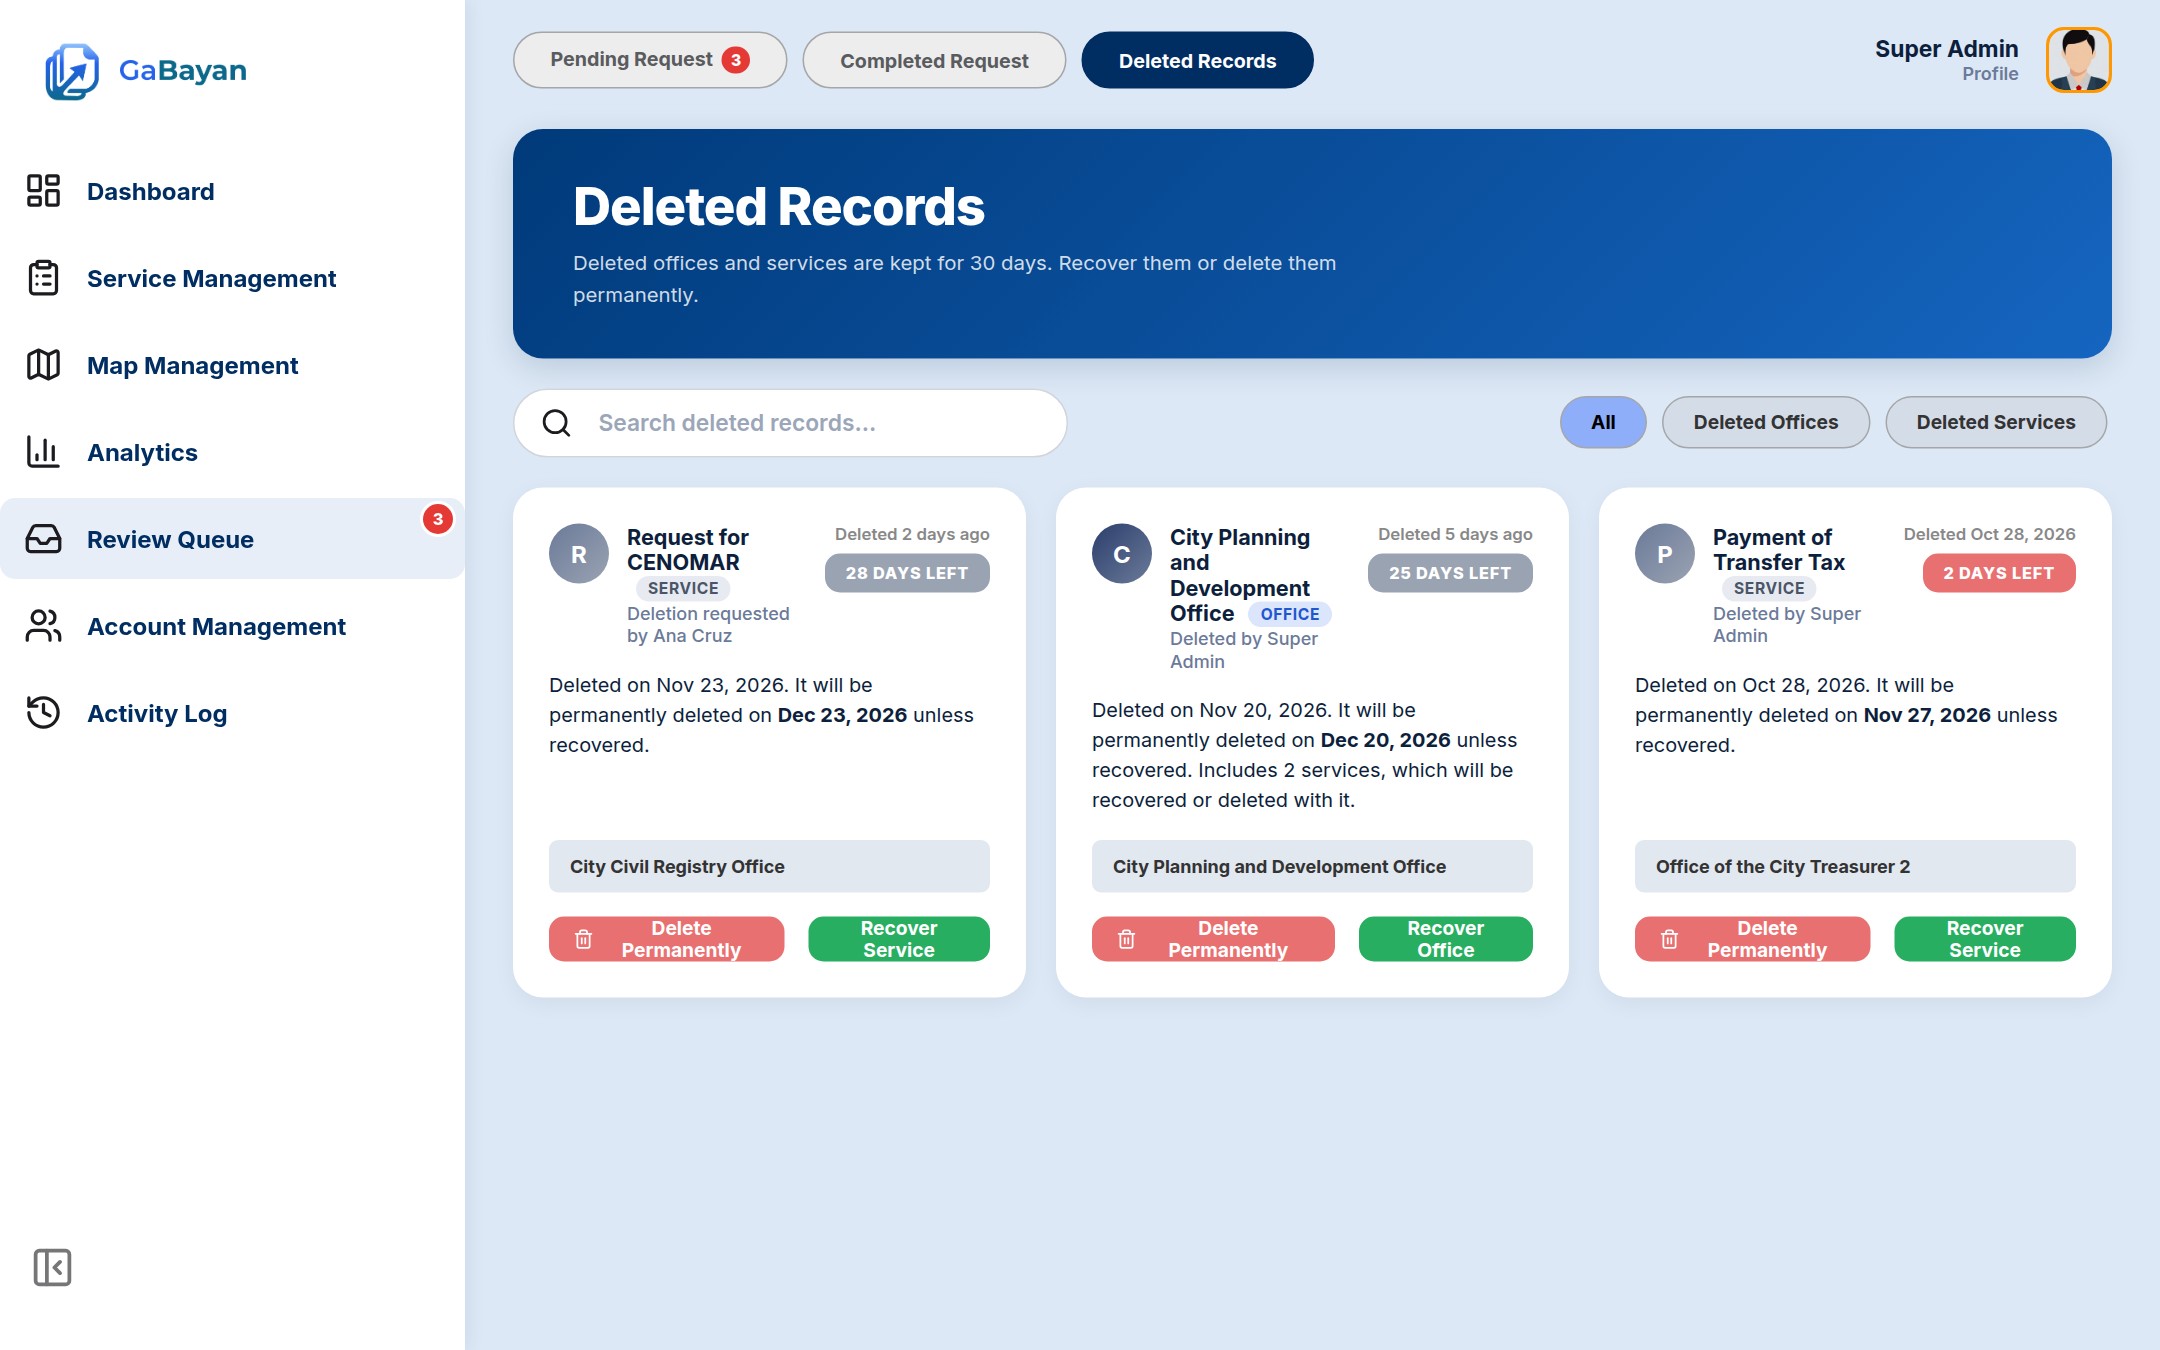 GaBayan
Pending Request 3
Completed Request
Deleted Records
Super Admin
Profile
Dashboard
Service Management
Map Management
Analytics
Review Queue
3
Account Management
Activity Log
Deleted Records
Deleted offices and services are kept for 30 days. Recover them or delete them
permanently.
Search deleted records...
All
Deleted Offices
Deleted Services
R
Request for
CENOMAR
SERVICE
Deletion requested
by Ana Cruz
Deleted 2 days ago
28 DAYS LEFT
Deleted on Nov 23, 2026. It will be
permanently deleted on Dec 23, 2026 unless
recovered.
City Civil Registry Office
Delete
Permanently
Recover
Service
C
City Planning
and
Development
Office OFFICE
Deleted by Super
Admin
Deleted 5 days ago
25 DAYS LEFT
Deleted on Nov 20, 2026. It will be
permanently deleted on Dec 20, 2026 unless
recovered. Includes 2 services, which will be
recovered or deleted with it.
City Planning and Development Office
Delete
Permanently
Recover
Office
P
Payment of
Transfer Tax
SERVICE
Deleted by Super
Admin
Deleted Oct 28, 2026
2 DAYS LEFT
Deleted on Oct 28, 2026. It will be
permanently deleted on Nov 27, 2026 unless
recovered.
Office of the City Treasurer 2
Delete
Permanently
Recover
Service